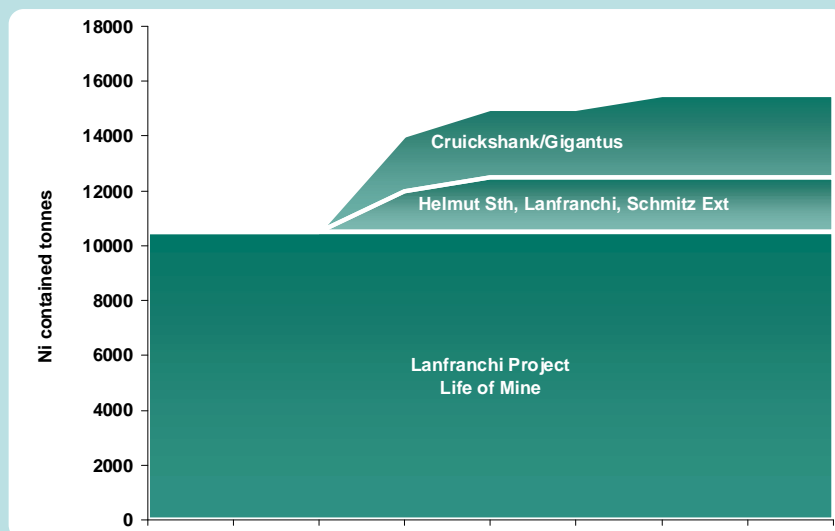 18000
16000
14000
12000
10000
8000
6000
4000
2000
0
Ni contained tonnes
Cruickshank/Gigantus
Helmut Sth, Lanfranchi, Schmitz Ext
Lanfranchi Project
Life of Mine